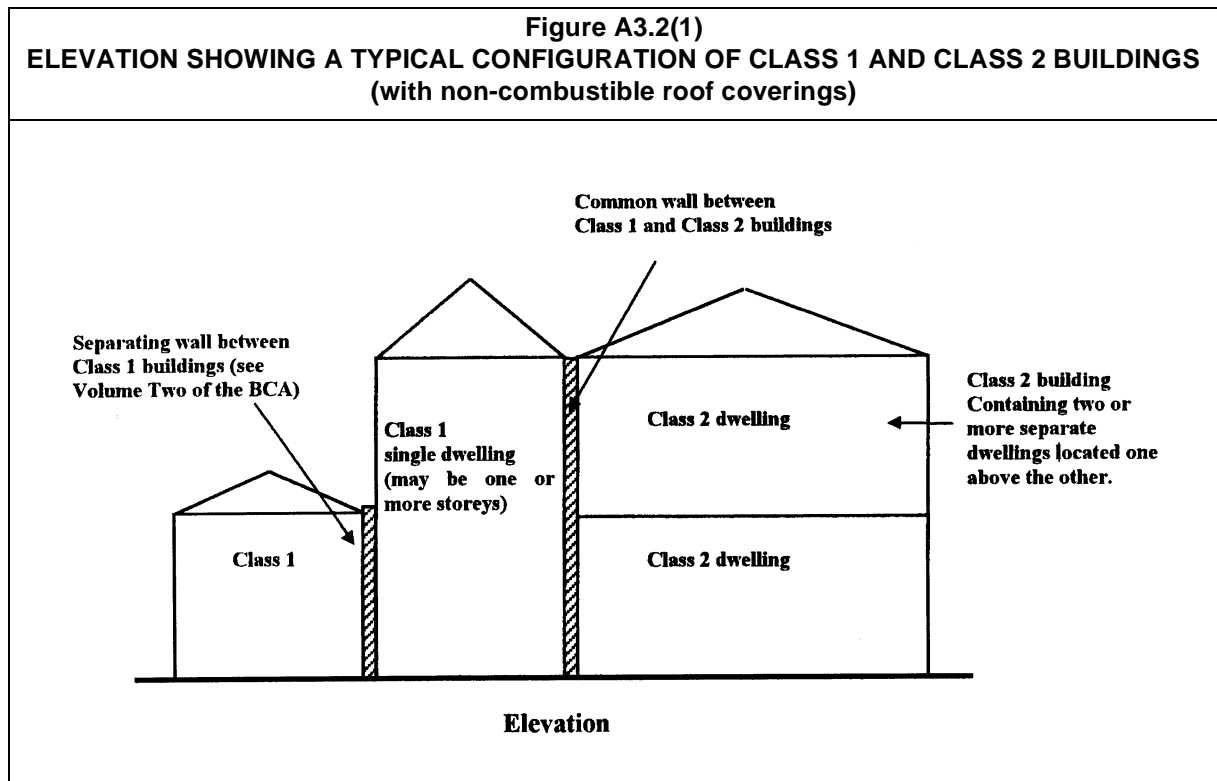 Figure A3.2(1)
ELEVATION SHOWING A TYPICAL CONFIGURATION OF CLASS 1 AND CLASS 2 BUILDINGS
(with non-combustible roof coverings)
Common wall between
Class 1 and Class 2 buildings
Separating wall between
Class 1 buildings (see
Volume Two of the BCA)
Class 1
single dwelling
(may be one or
more storeys)
Class 2 dwelling
Class 2 building
Containing two or
more separate
dwellings located one
above the other.
Class 1
Class 2 dwelling
Elevation